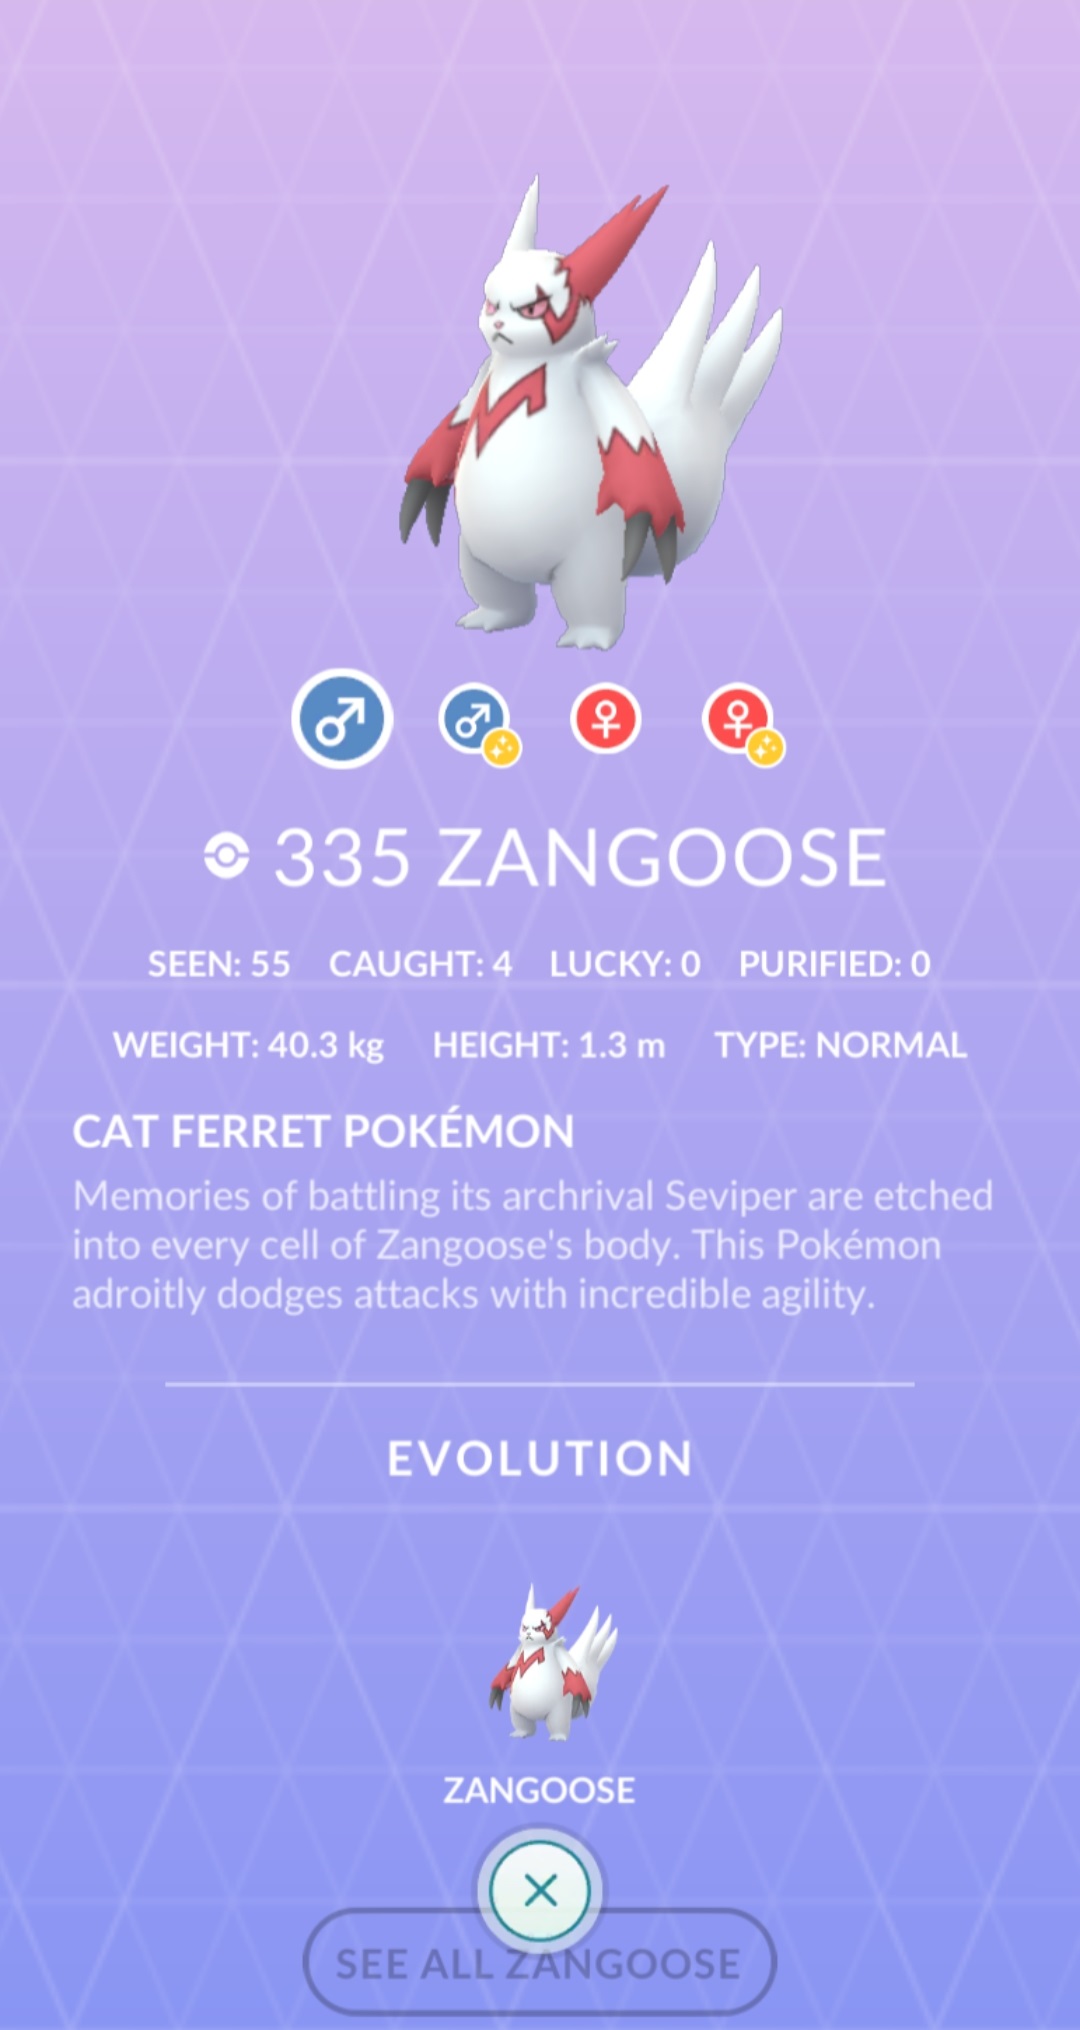 335 ZANGOOSE
SEEN: 55 CAUGHT: 4 LUCKY: 0 PURIFIED: 0
WEIGHT: 40.3 kg HEIGHT: 1.3 m TYPE: NORMAL
CAT FERRET POKÉMON
Memories of battling its archrival Seviper are etched
into every cell of Zangoose's body. This Pokémon
adroitly dodges attacks with incredible agility.
EVOLUTION
ZANGOOSE
SEE ALL ZANGOOSE